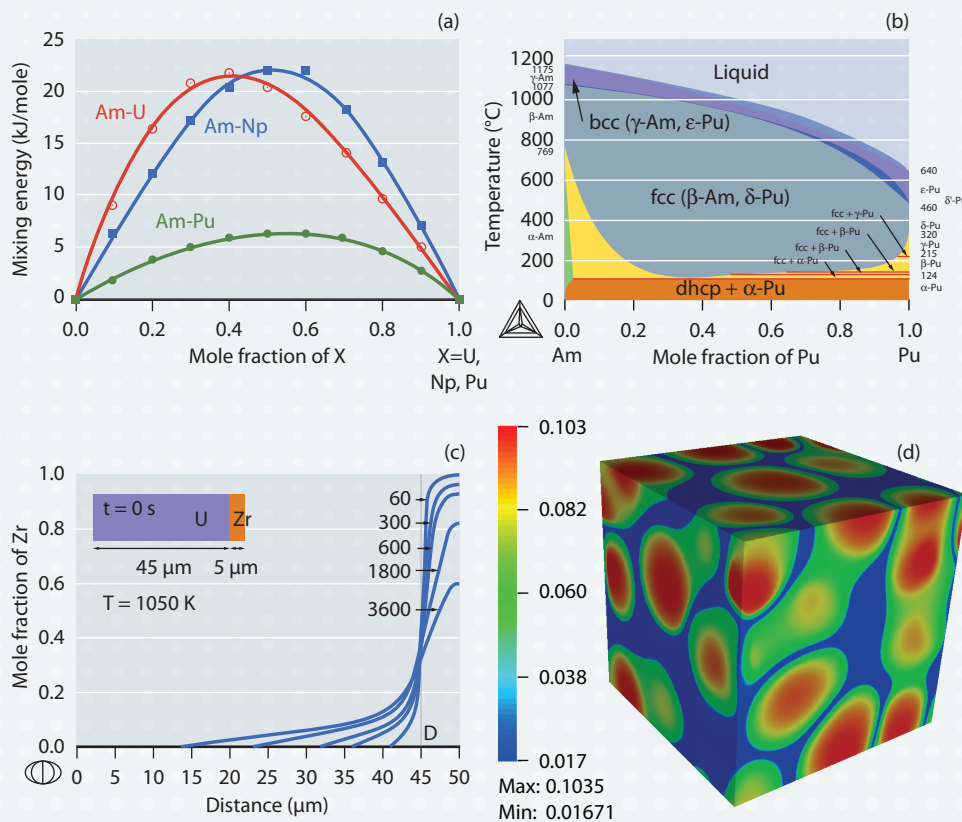 (a)
25
20
15
10
5
0
Mixing energy (kJ/mole)
Am-U
Am-Np
Am-Pu
0.0 0.2 0.4 0.6 0.8 1.0
Mole fraction of X
X=U,
Np, Pu
(b)
1200
1000
800
600
400
200
0
Temperature (°C)
1175
γ-Am
1077
β-Am
769
α-Am
Liquid
bcc (γ-Am, ε-Pu)
fcc (β-Am, δ-Pu)
fcc + γ-Pu
fcc + β-Pu
fcc + β-Pu
fcc + α-Pu
dhcp + α-Pu
640
ε-Pu
δ'-Pu
460
δ-Pu
320
γ-Pu
215
β-Pu
124
α-Pu
0.0 0.2 0.4 0.6 0.8 1.0
Am Mole fraction of Pu Pu
(c)
1.0
0.8
0.6
0.4
0.2
0.0
Mole fraction of Zr
t = 0 s U Zr
45 μm 5 μm
T = 1050 K
60
300
600
1800
3600
D
0 5 10 15 20 25 30 35 40 45 50
Distance (μm)
0.103
0.082
0.060
0.038
0.017
Max: 0.1035
Min: 0.01671
(d)